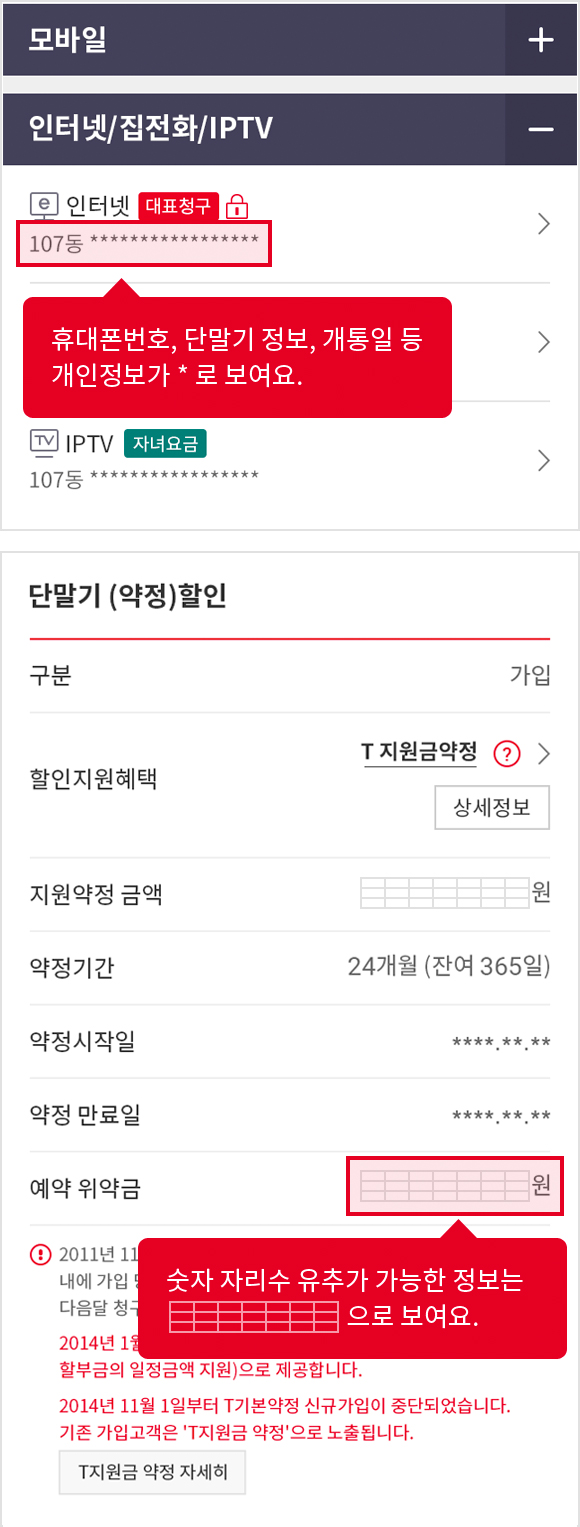 모바일
인터넷/집전화/IPTV
e 인터넷 대표청구
107동 *****************
휴대폰번호, 단말기 정보, 개통일 등
개인정보가 * 로 보여요.
TV IPTV 자녀요금
107동 *****************
단말기 (약정)할인
구분 가입
T 지원금약정 ?
할인지원혜택
상세정보
지원약정 금액 원
약정기간 24개월 (잔여 365일)
약정시작일 ****.**.**
약정 만료일 ****.**.**
예약 위약금 원
2011년 11
숫자 자리수 유추가 가능한 정보는
내에 가입
다음달 청구
으로 보여요.
2014년 1월
할부금의 일정금액 지원)으로 제공합니다.
2014년 11월 1일부터 T기본약정 신규가입이 중단되었습니다.
기존 가입고객은 'T지원금 약정'으로 노출됩니다.
T지원금 약정 자세히